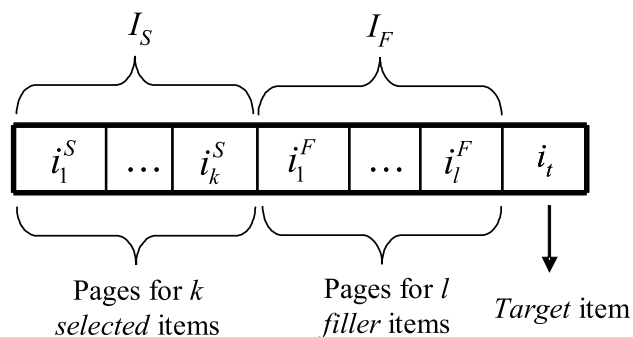 I_S I_F
i_1^S ... i_k^S i_1^F ... i_l^F i_t
Pages for k Pages for l Target item
selected items filler items